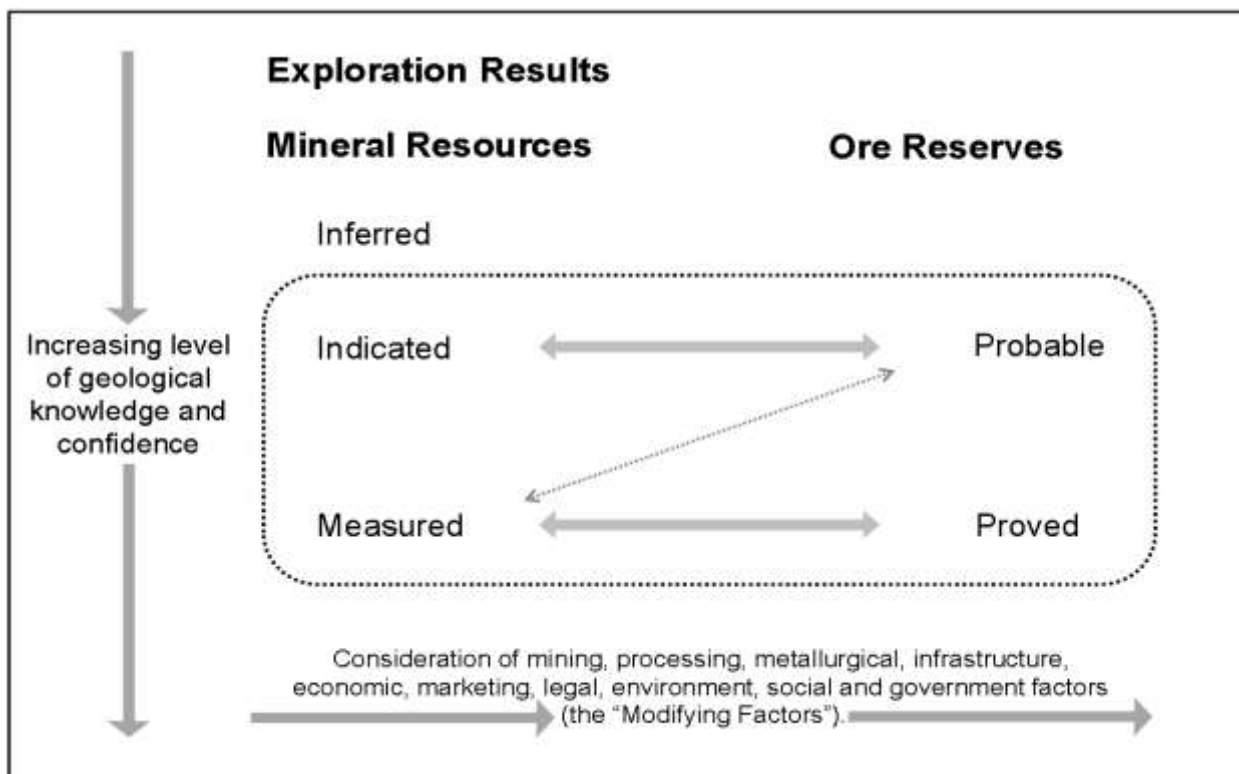 Exploration Results
Mineral Resources
Ore Reserves
Inferred
Indicated
Probable
Measured
Proved
Increasing level
of geological
knowledge and
confidence
Consideration of mining, processing, metallurgical, infrastructure,
economic, marketing, legal, environment, social and government factors
(the “Modifying Factors”).